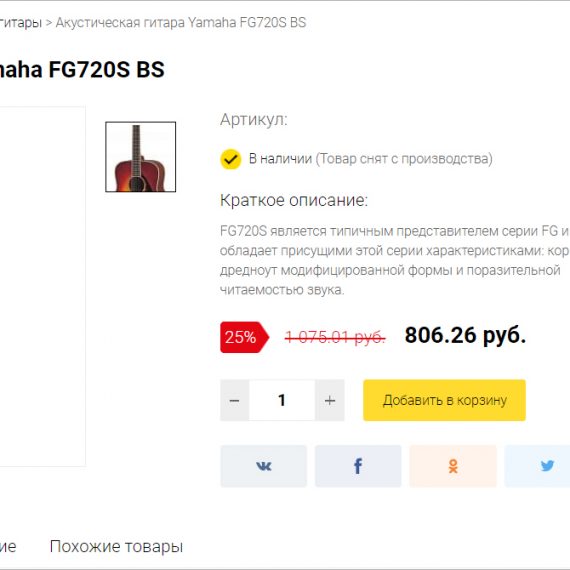 гитары > Акустическая гитара Yamaha FG720S BS
maha FG720S BS
Артикул:
В наличии (Товар снят с производства)
Краткое описание:
FG720S является типичным представителем серии FG и
обладает присущими этой серии характеристиками: кор
дредноут модифицированной формы и поразительной
читаемостью звука.
25% 1 075.01 руб. 806.26 руб.
− 1 + Добавить в корзину
ие Похожие товары